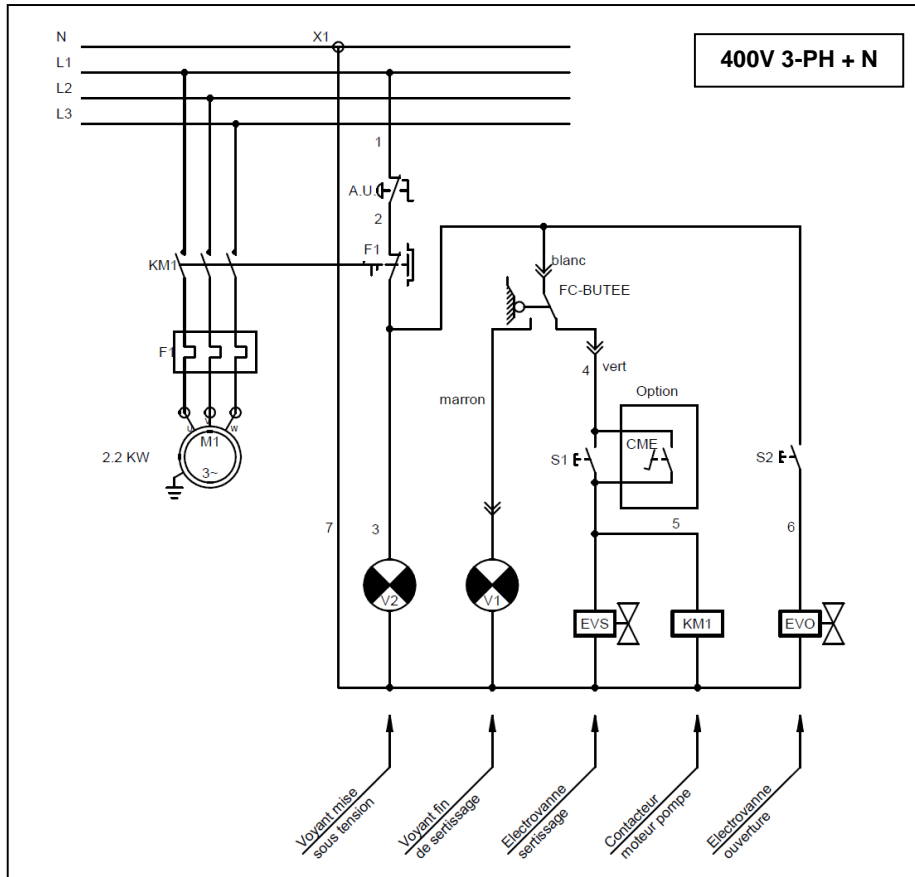 400V 3-PH + N
N
X1
L1
L2
L3
1
A.U.
2
F1
KM1
blanc
FC-BUTEE
F1
4
vert
marron
Option
U
V
W
M1
3~
2.2 KW
S1
CME
S2
7
3
5
6
V2
V1
EVS
KM1
EVO
Voyant mise
sous tension
Voyant fin
de sertissage
Electrovanne
sertissage
Contacteur
moteur pompe
Electrovanne
ouverture